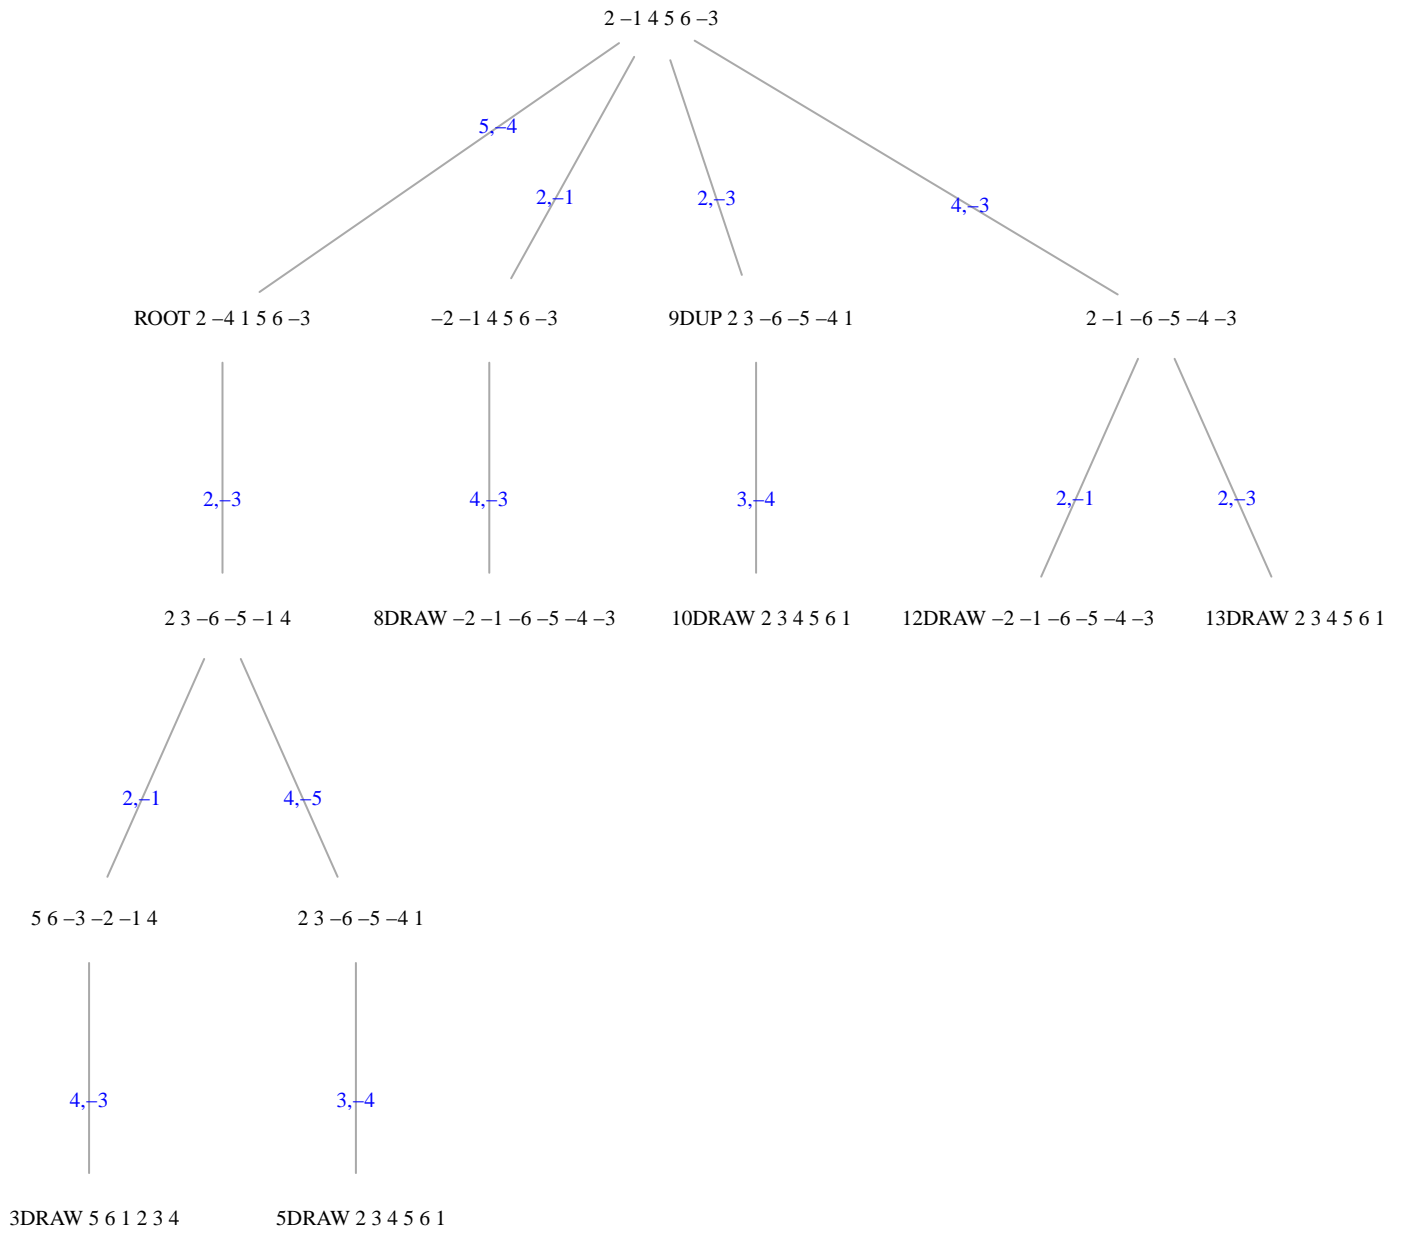 2 –1 4 5 6 –3
5,–4
2,–1
2,–3
4,–3
ROOT 2 –4 1 5 6 –3
–2 –1 4 5 6 –3
9DUP 2 3 –6 –5 –4 1
2 –1 –6 –5 –4 –3
2,–3
4,–3
3,–4
2,–1
2,–3
2 3 –6 –5 –1 4
8DRAW –2 –1 –6 –5 –4 –3
10DRAW 2 3 4 5 6 1
12DRAW –2 –1 –6 –5 –4 –3
13DRAW 2 3 4 5 6 1
2,–1
4,–5
5 6 –3 –2 –1 4
2 3 –6 –5 –4 1
4,–3
3,–4
3DRAW 5 6 1 2 3 4
5DRAW 2 3 4 5 6 1